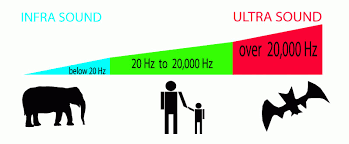 INFRA SOUND
ULTRA SOUND
below 20 Hz
20 Hz to 20,000 Hz
over 20,000 Hz